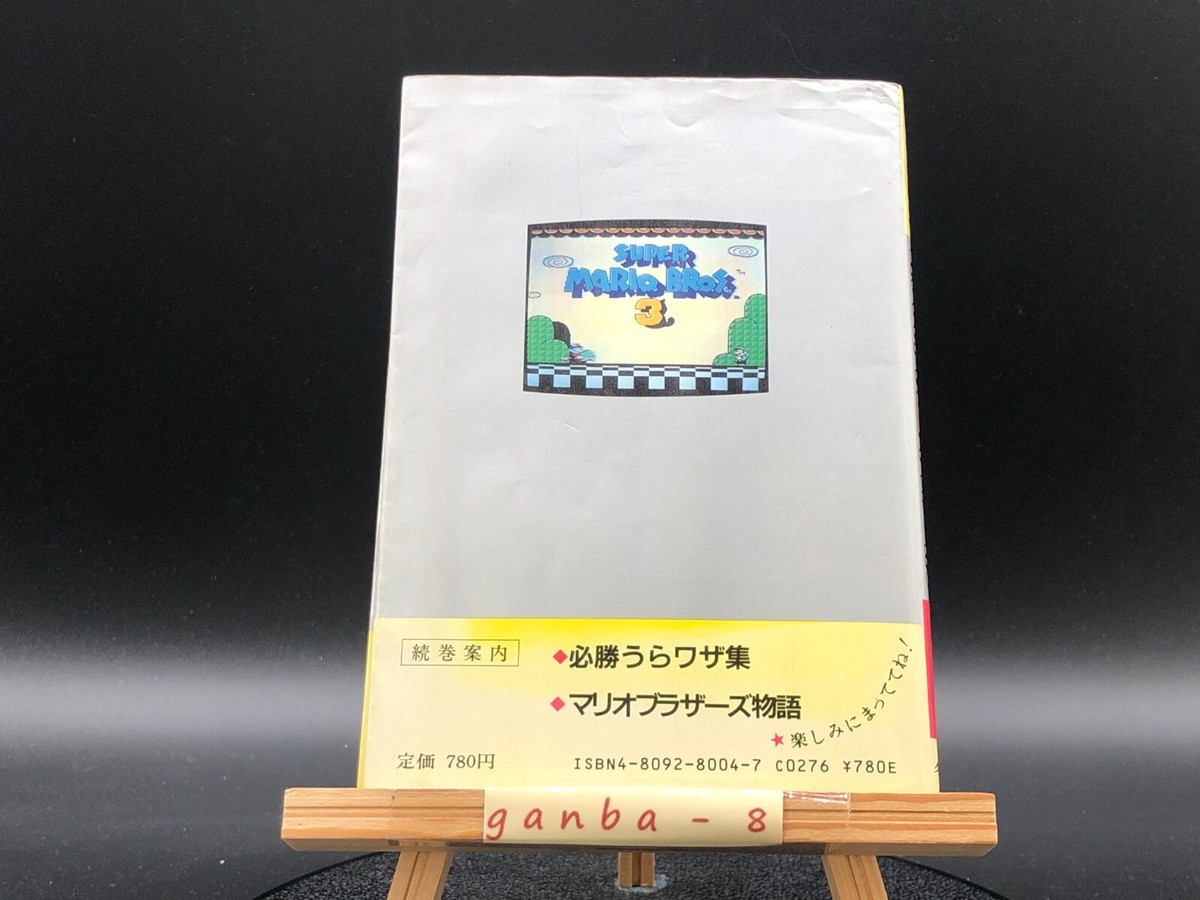 SUPER
MARIO BROS.
3
続巻案内
◆必勝うらワザ集
◆マリオブラザーズ物語
★楽しみにまっててね!
定価 780円
ISBN4-8092-8004-7 C0276 ¥780E
ganba - 8